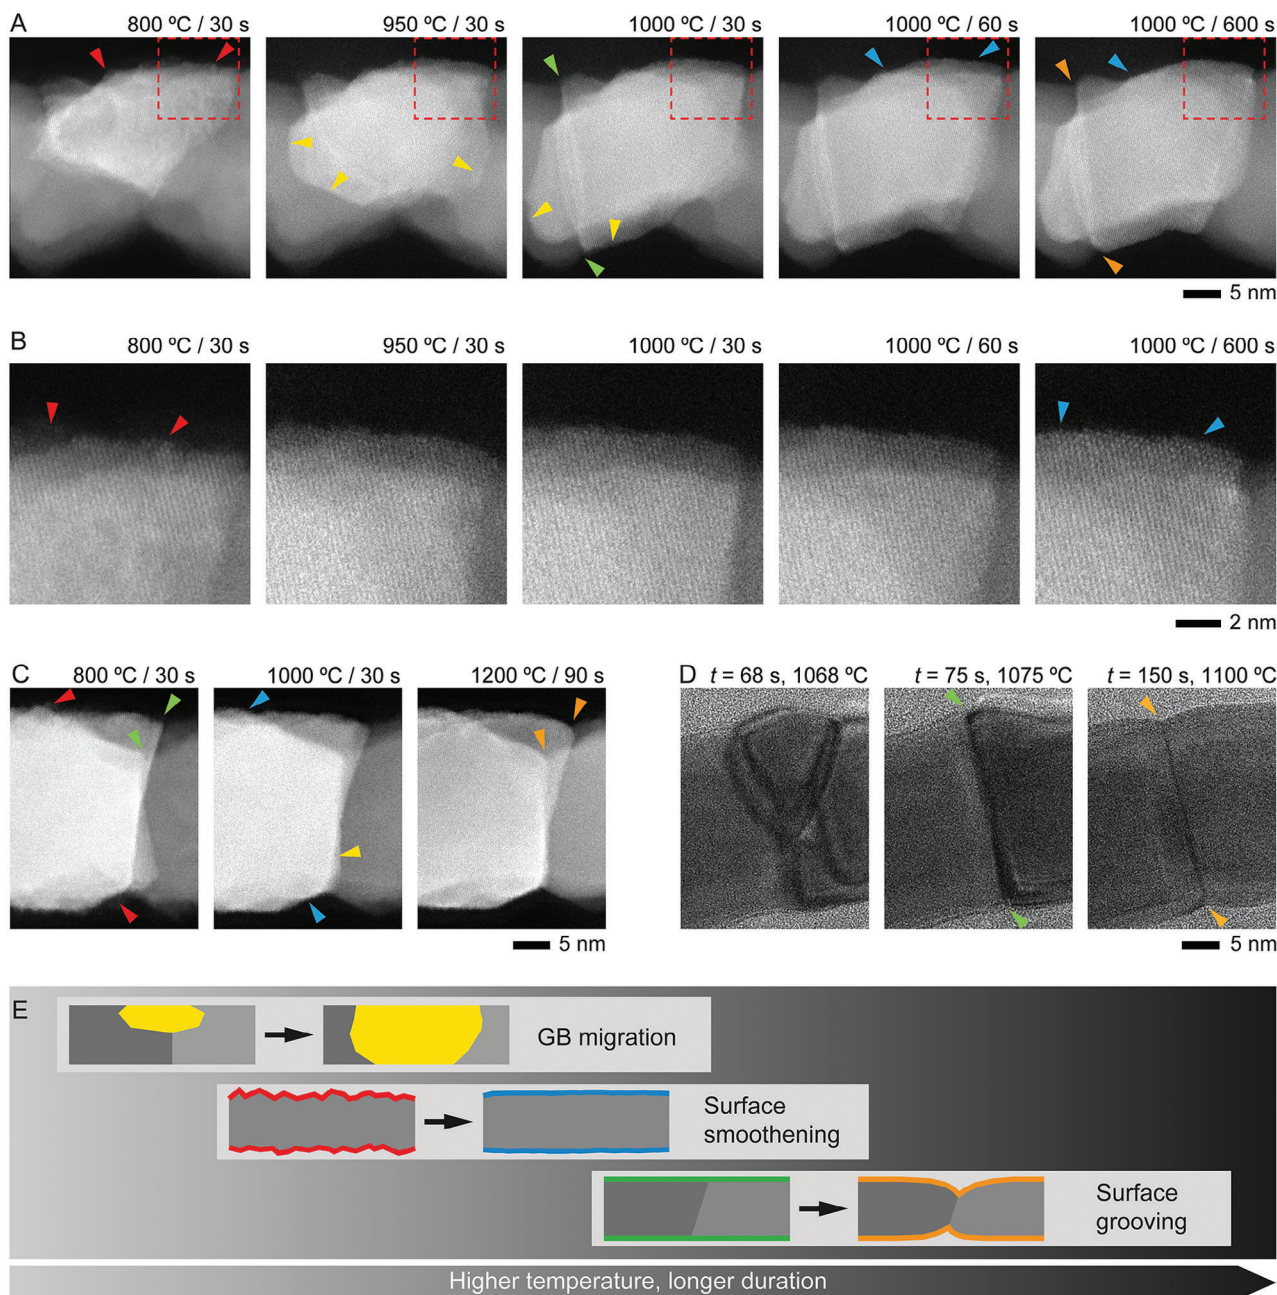 A
800 ºC / 30 s
950 ºC / 30 s
1000 ºC / 30 s
1000 ºC / 60 s
1000 ºC / 600 s
5 nm
B
800 ºC / 30 s
950 ºC / 30 s
1000 ºC / 30 s
1000 ºC / 60 s
1000 ºC / 600 s
2 nm
C
800 ºC / 30 s
1000 ºC / 30 s
1200 ºC / 90 s
5 nm
D
t = 68 s, 1068 ºC
t = 75 s, 1075 ºC
t = 150 s, 1100 ºC
5 nm
E
GB migration
Surface
smoothening
Surface
grooving
Higher temperature, longer duration